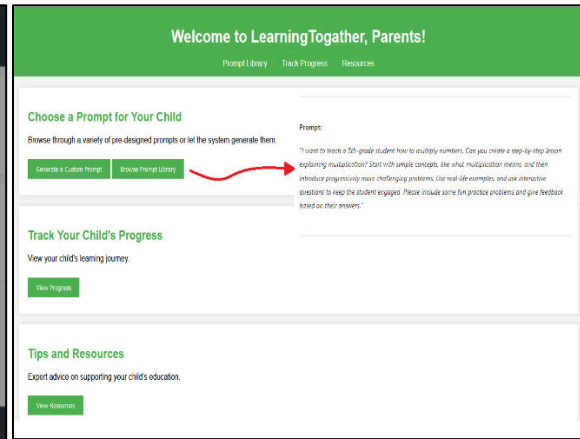 Welcome to LearningTogather, Parents!
Prompt Library Track Progress Resources
Choose a Prompt for Your Child
Browse through a variety of pre-designed prompts or let the system generate them.
Generate a Custom Prompt Browse Prompt Library
Prompt:
"I want to teach a 5th-grade student how to multiply numbers. Can you create a step-by-step lesson
explaining multiplication? Start with simple concepts, like what multiplication means, and then
introduce progressively more challenging problems. Use real-life examples, and ask interactive
questions to keep the student engaged. Please include some fun practice problems and give feedback
based on their answers."
Track Your Child's Progress
View your child's learning journey.
View Progress
Tips and Resources
Expert advice on supporting your child's education.
View Resources